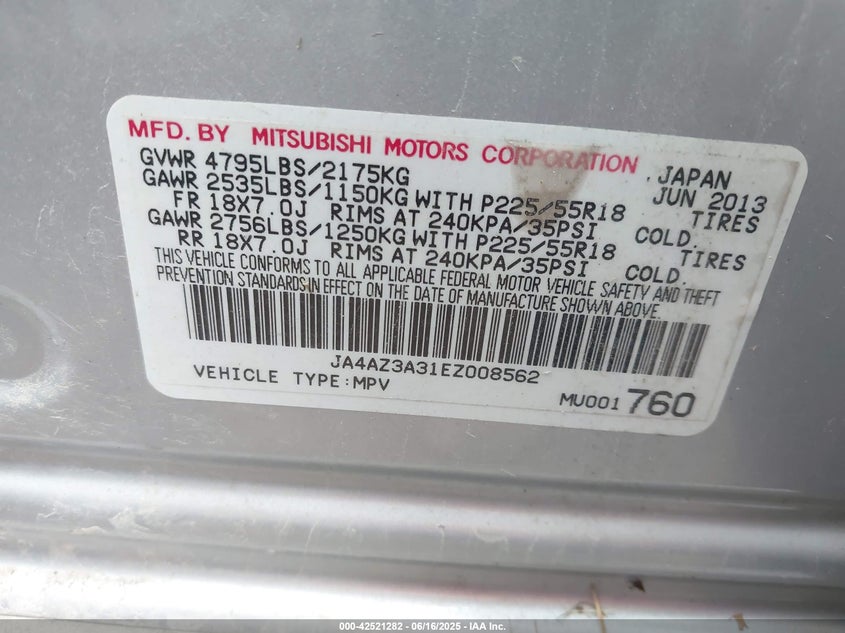 MFD. BY MITSUBISHI MOTORS CORPORATION JAPAN
GVWR 4795LBS/2175KG JUN 2013
GAWR 2535LBS/1150KG WITH P225/55R18 TIRES
FR 18X7.0J RIMS AT 240KPA/35PSI COLD.
GAWR 2756LBS/1250KG WITH P225/55R18 TIRES
RR 18X7.0J RIMS AT 240KPA/35PSI COLD.
THIS VEHICLE CONFORMS TO ALL APPLICABLE FEDERAL MOTOR VEHICLE SAFETY AND THEFT
PREVENTION STANDARDS IN EFFECT ON THE DATE OF MANUFACTURE SHOWN ABOVE.
JA4AZ3A31EZ008562
VEHICLE TYPE:MPV MU001 760
000-42521282 - 06/16/2025 - IAA Inc.